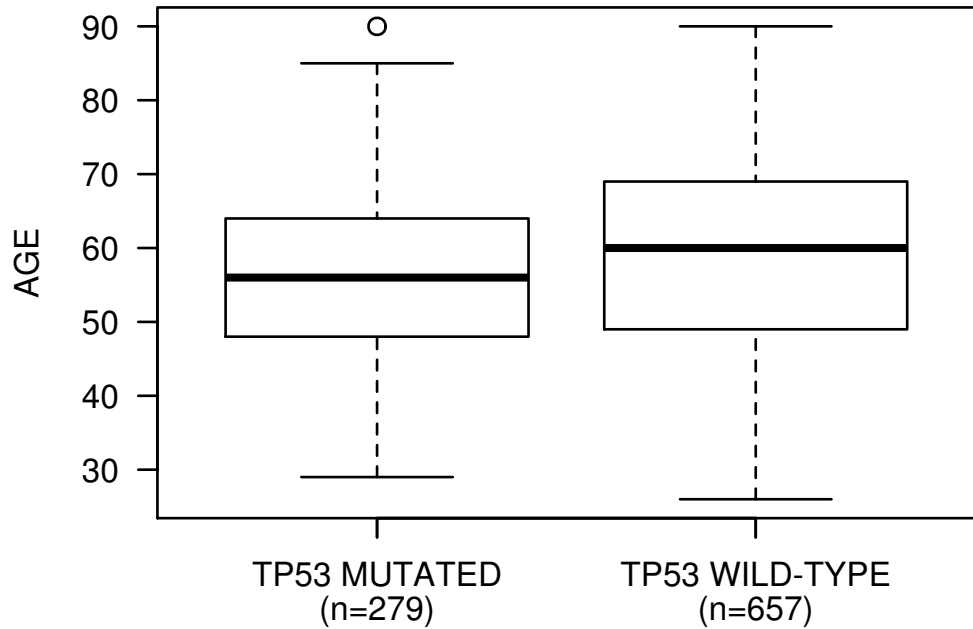 90
80
70
60
50
40
30
AGE
TP53 MUTATED
(n=279)
TP53 WILD-TYPE
(n=657)